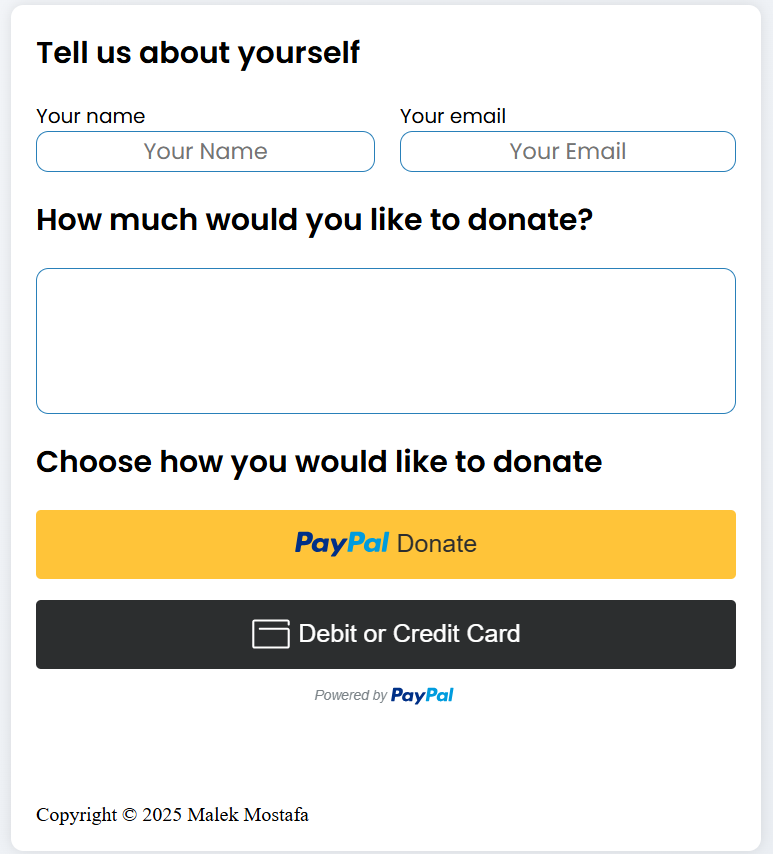 Tell us about yourself
Your name Your email
Your Name Your Email
How much would you like to donate?
Choose how you would like to donate
PayPal Donate
Debit or Credit Card
Powered by PayPal
Copyright © 2025 Malek Mostafa